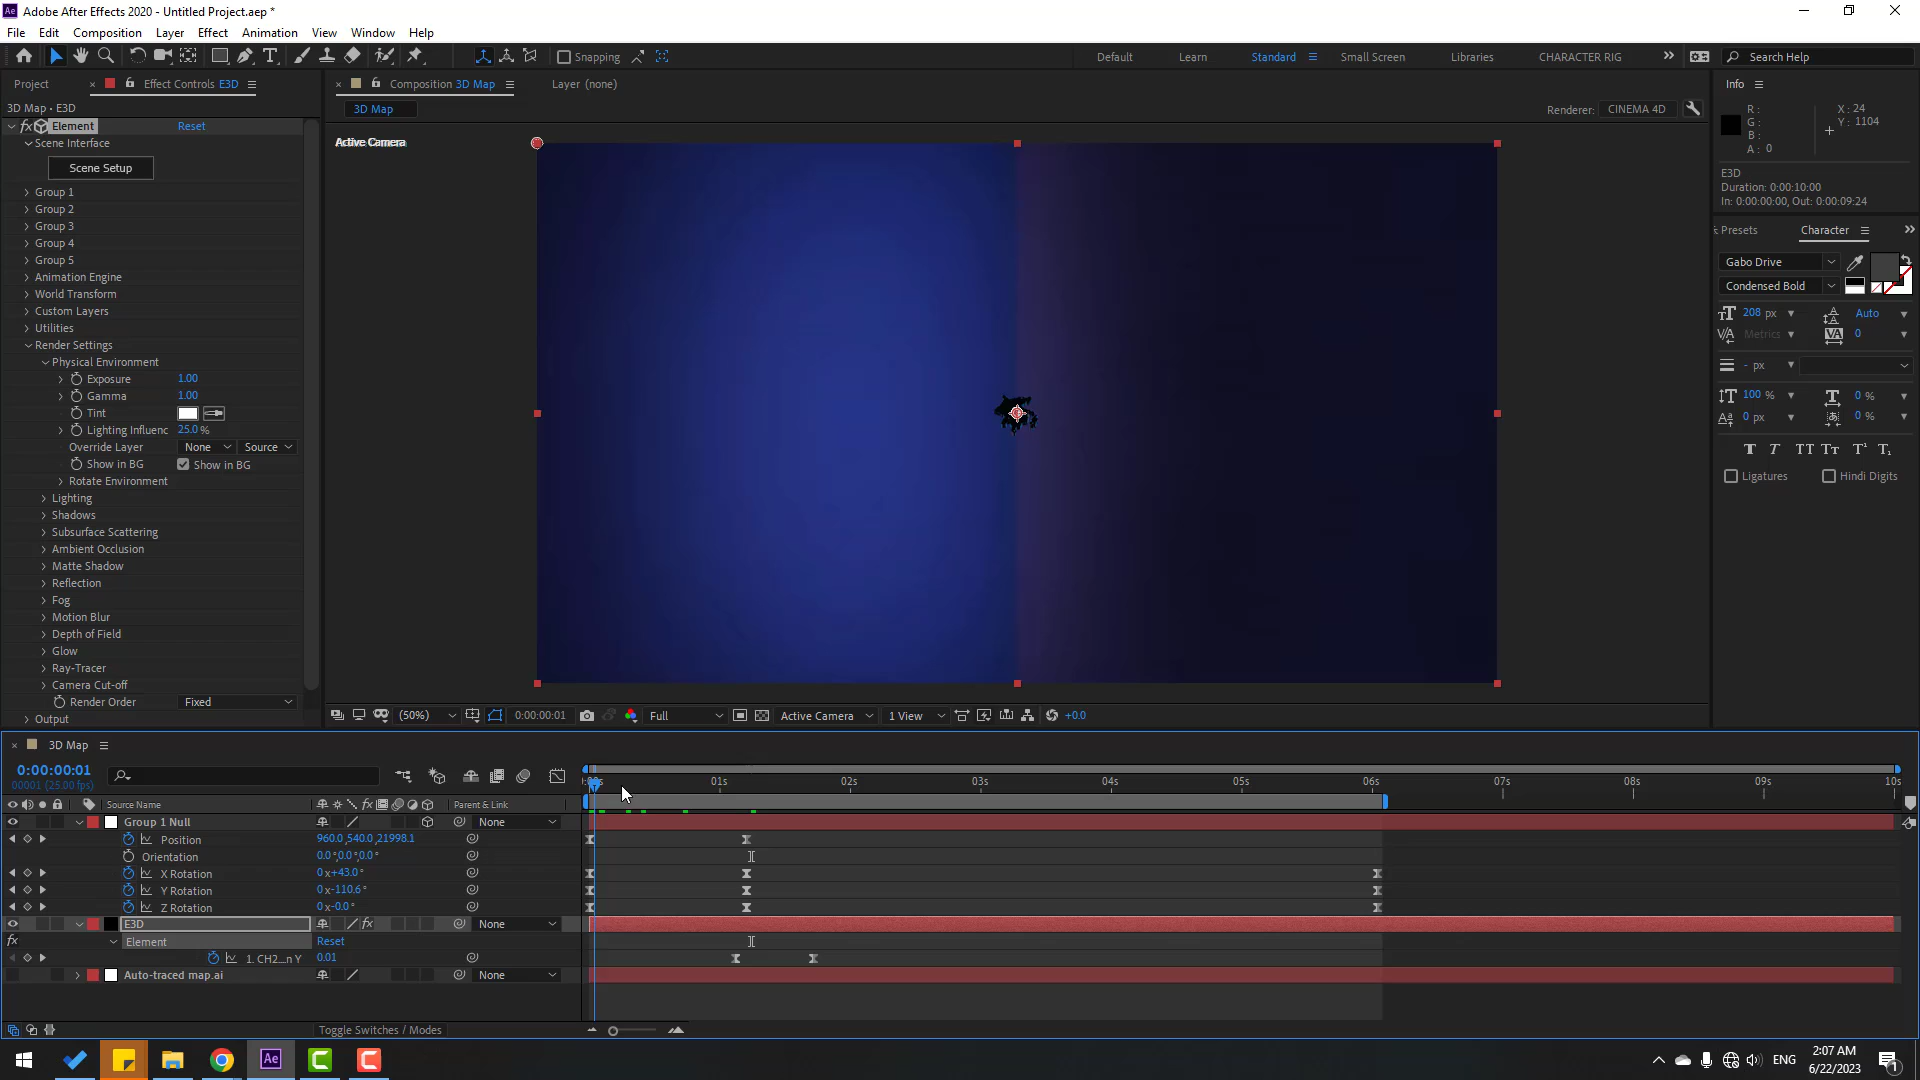 Adobe After Effects 2020 - Untitled Project.aep *
File Edit Composition Layer Effect Animation View Window Help
Snapping Default Learn Standard Small Screen Libraries CHARACTER RIG Search Help
Project Effect Controls E3D Composition 3D Map Layer (none) Info
3D Map • E3D
3D Map Renderer: CINEMA 4D
Element Reset
Active Camera
Scene Interface
Scene Setup
Group 1
Group 2
Group 3
Group 4
Group 5
Animation Engine
World Transform
Custom Layers
Utilities
Render Settings
Physical Environment
Exposure 1.00
Gamma 1.00
Tint
Lighting Influenc 25.0 %
Override Layer None Source
Show in BG Show in BG
Rotate Environment
Lighting
Shadows
Subsurface Scattering
Ambient Occlusion
Matte Shadow
Reflection
Fog
Motion Blur
Depth of Field
Glow
Ray-Tracer
Camera Cut-off
Render Order Fixed
Output
R :
G :
B :
A : 0
X : 24
Y : 1104
E3D
Duration: 0:00:10:00
In: 0:00:00:00, Out: 0:00:09:24
Presets Character
Gabo Drive
Condensed Bold
208 px Auto
Metrics 0
- px
100 % 0 %
0 px 0 %
Ligatures Hindi Digits
(50%) 0:00:00:01 Full Active Camera 1 View +0.0
3D Map
0:00:00:01
00001 (25.00 fps)
01s 02s 03s 04s 05s 06s 07s 08s 09s 10s
Source Name Parent & Link
Group 1 Null None
Position 960.0,540.0,21998.1
Orientation 0.0°,0.0°,0.0°
X Rotation 0 x+43.0°
Y Rotation 0 x-110.6°
Z Rotation 0 x-0.0°
E3D None
Element Reset
1. CH2...n Y 0.01
Auto-traced map.ai None
Toggle Switches / Modes
ENG 2:07 AM
6/22/2023
1